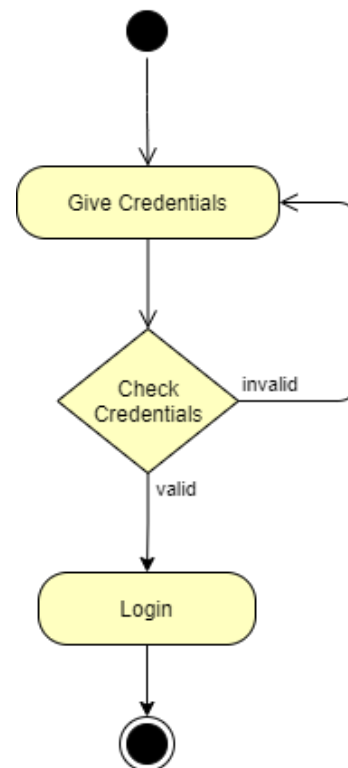 Give Credentials
Check
Credentials
invalid
valid
Login